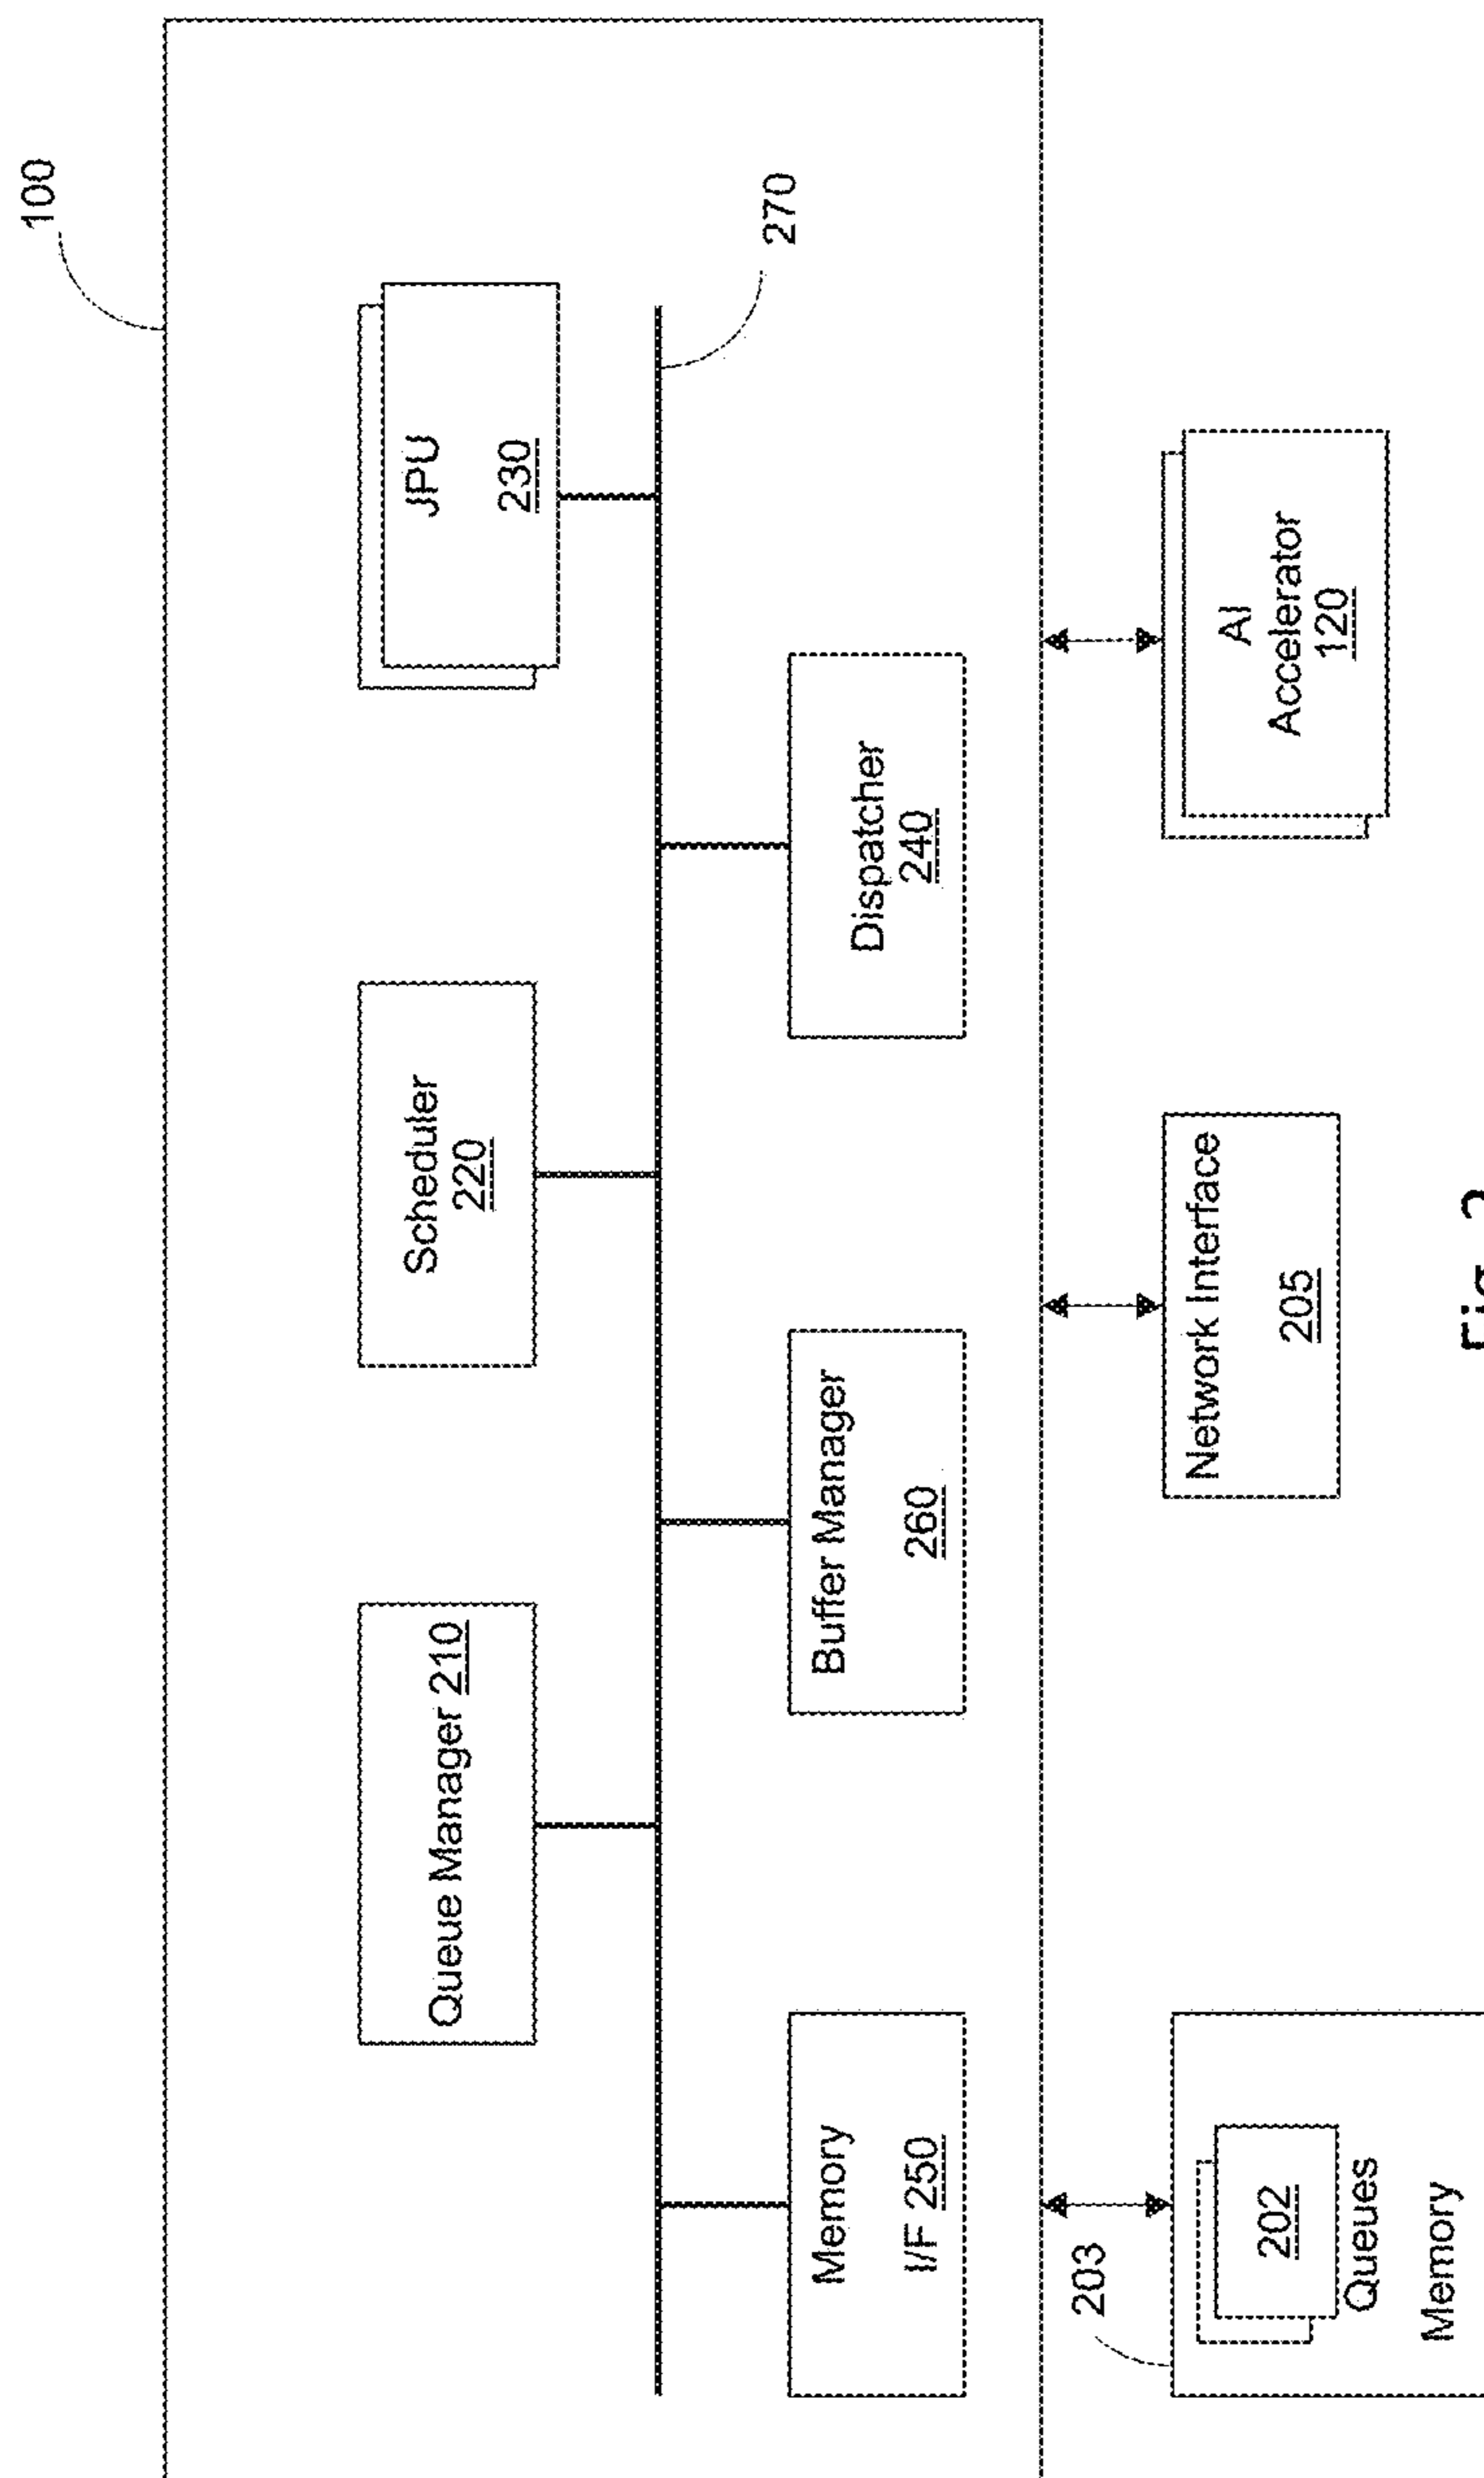 100
Queue Manager 210
Scheduler
220
JPU
230
270
Memory
I/F 250
Buffer Manager
260
Dispatcher
240
203
202
Queues
Memory
Network Interface
205
AI
Accelerator
120